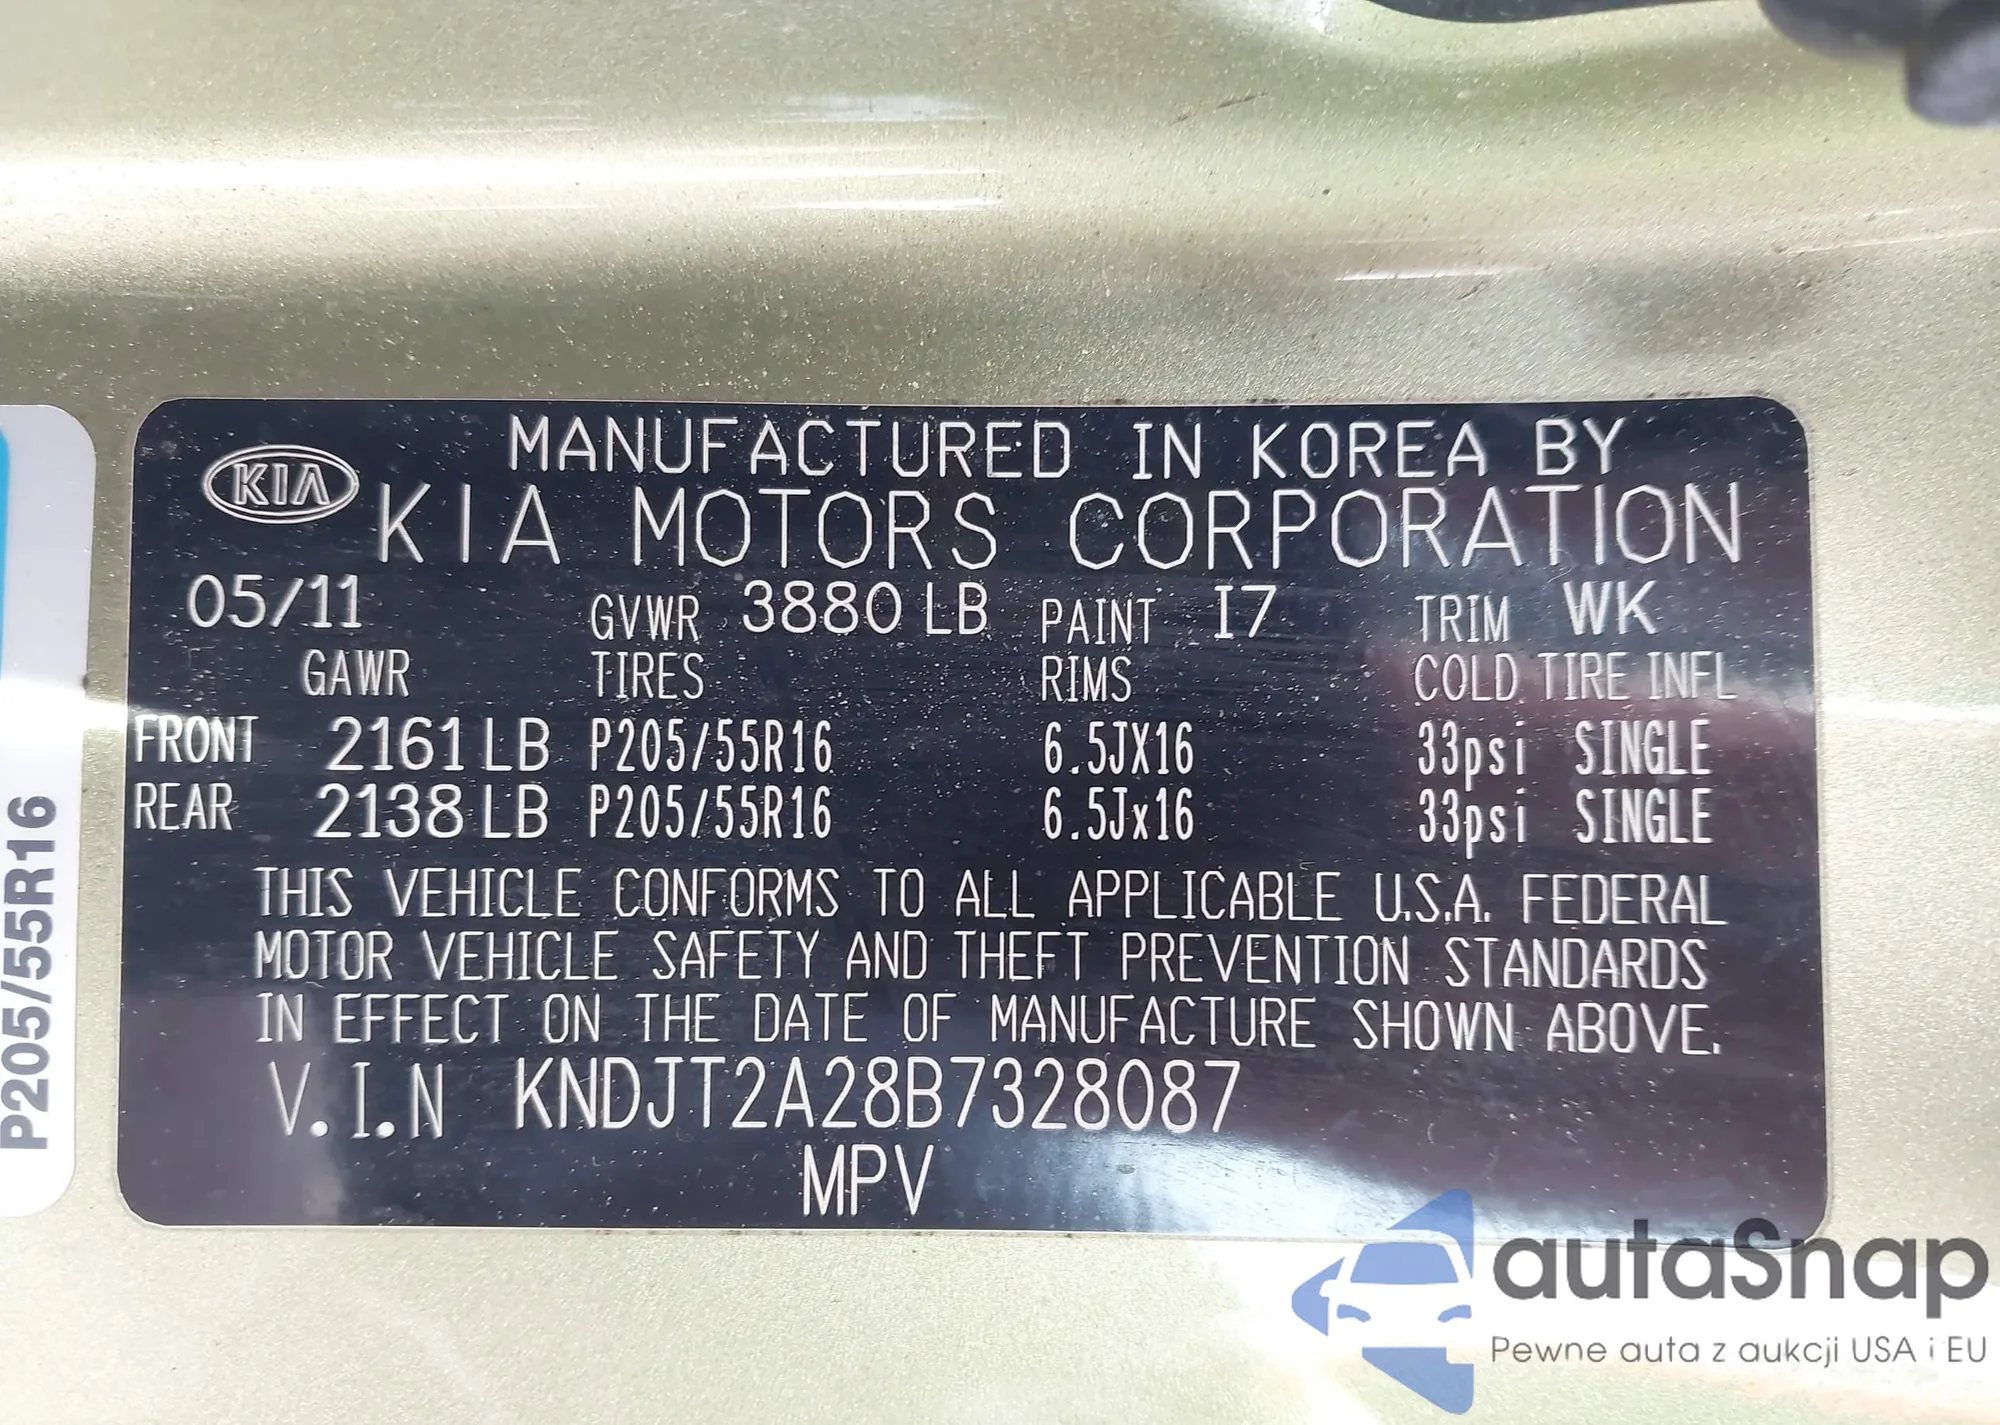 MANUFACTURED IN KOREA BY
KIA KIA MOTORS CORPORATION
05/11 GVWR 3880 LB PAINT I7 TRIM WK
GAWR TIRES RIMS COLD TIRE INFL
FRONT 2161 LB P205/55R16 6.5JX16 33psi SINGLE
REAR 2138 LB P205/55R16 6.5Jx16 33psi SINGLE
THIS VEHICLE CONFORMS TO ALL APPLICABLE U.S.A. FEDERAL
MOTOR VEHICLE SAFETY AND THEFT PREVENTION STANDARDS
IN EFFECT ON THE DATE OF MANUFACTURE SHOWN ABOVE.
V.I.N KNDJT2A28B7328087
MPV
P205/55R16
autaSnap
Pewne auta z aukcji USA i EU